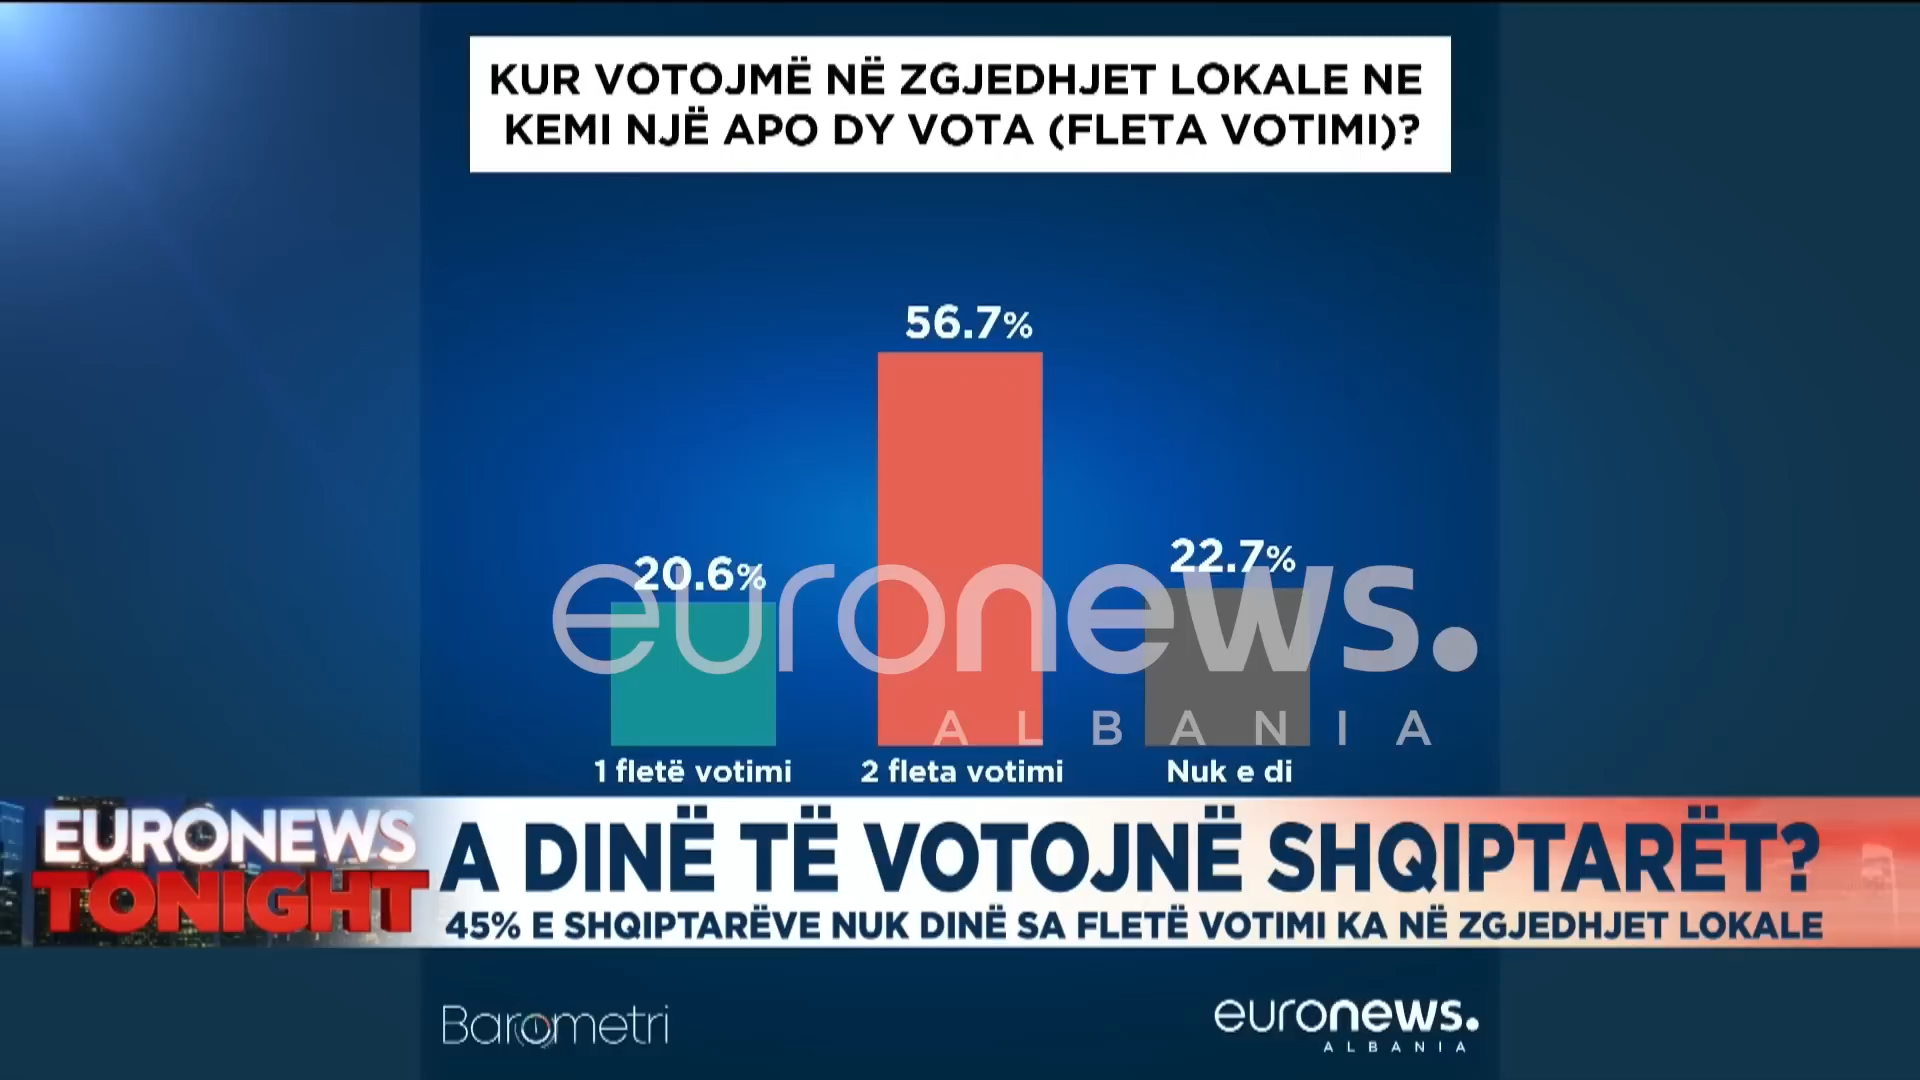 KUR VOTOJMË NË ZGJEDHJET LOKALE NE
KEMI NJË APO DY VOTA (FLETA VOTIMI)?
56.7%
20.6%
22.7%
euronews.
ALBANIA
1 fletë votimi
2 fleta votimi
Nuk e di
EURONEWS
TONIGHT
A DINË TË VOTOJNË SHQIPTARËT?
45% E SHQIPTARËVE NUK DINË SA FLETË VOTIMI KA NË ZGJEDHJET LOKALE
Barometri
euronews.
ALBANIA